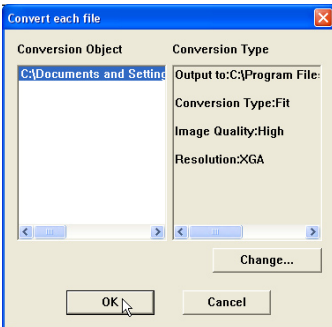 Convert each file
Conversion Object
Conversion Type
C:\Documents and Setting
Output to:C:\Program Files
Conversion Type:Fit
Image Quality:High
Resolution:XGA
Change...
OK
Cancel